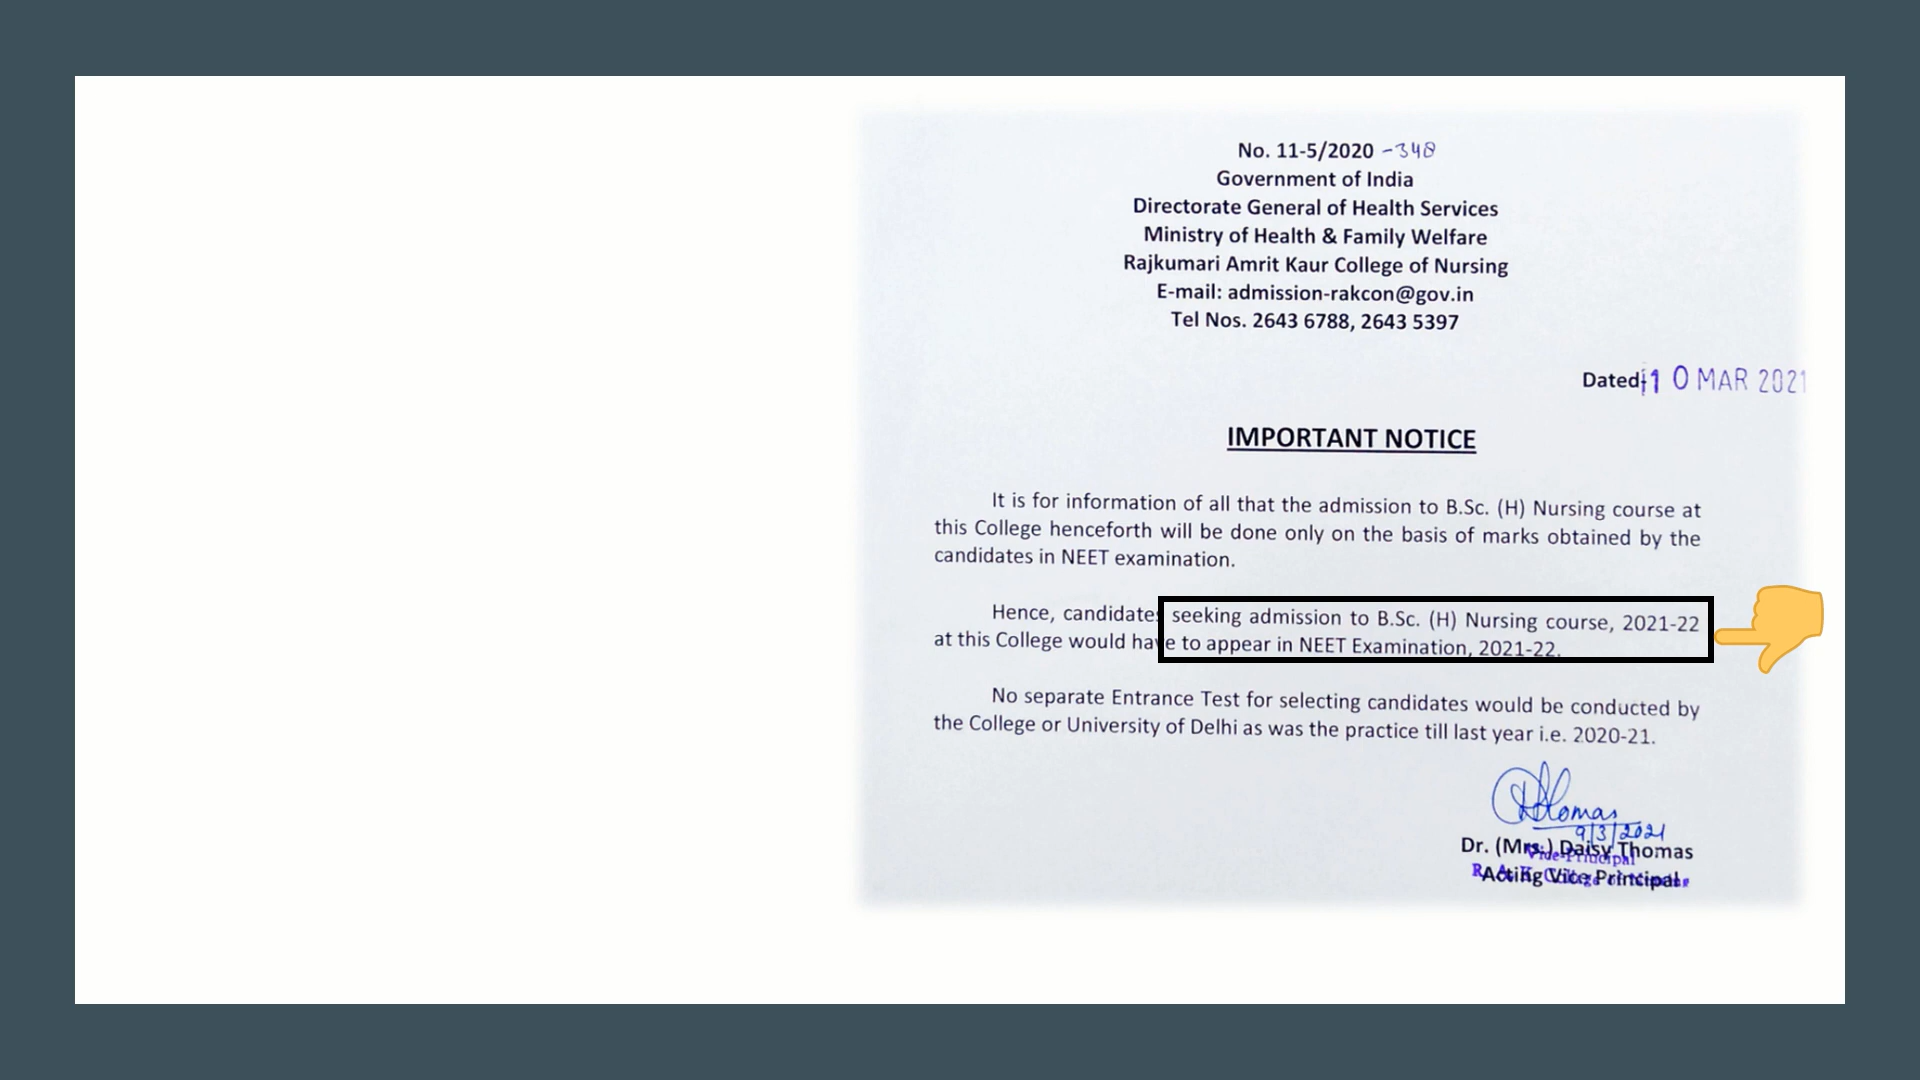 No. 11-5/2020 -348
Government of India
Directorate General of Health Services
Ministry of Health & Family Welfare
Rajkumari Amrit Kaur College of Nursing
E-mail: admission-rakcon@gov.in
Tel Nos. 2643 6788, 2643 5397
Dated: 10 MAR 2021
IMPORTANT NOTICE
It is for information of all that the admission to B.Sc. (H) Nursing course at
this College henceforth will be done only on the basis of marks obtained by the
candidates in NEET examination.
Hence, candidates seeking admission to B.Sc. (H) Nursing course, 2021-22
at this College would have to appear in NEET Examination, 2021-22.
No separate Entrance Test for selecting candidates would be conducted by
the College or University of Delhi as was the practice till last year i.e. 2020-21.
Thomas
9/3/2021
Dr. (Mrs.) Daisy Thomas
Vice-Principal
Acting Vice Principal